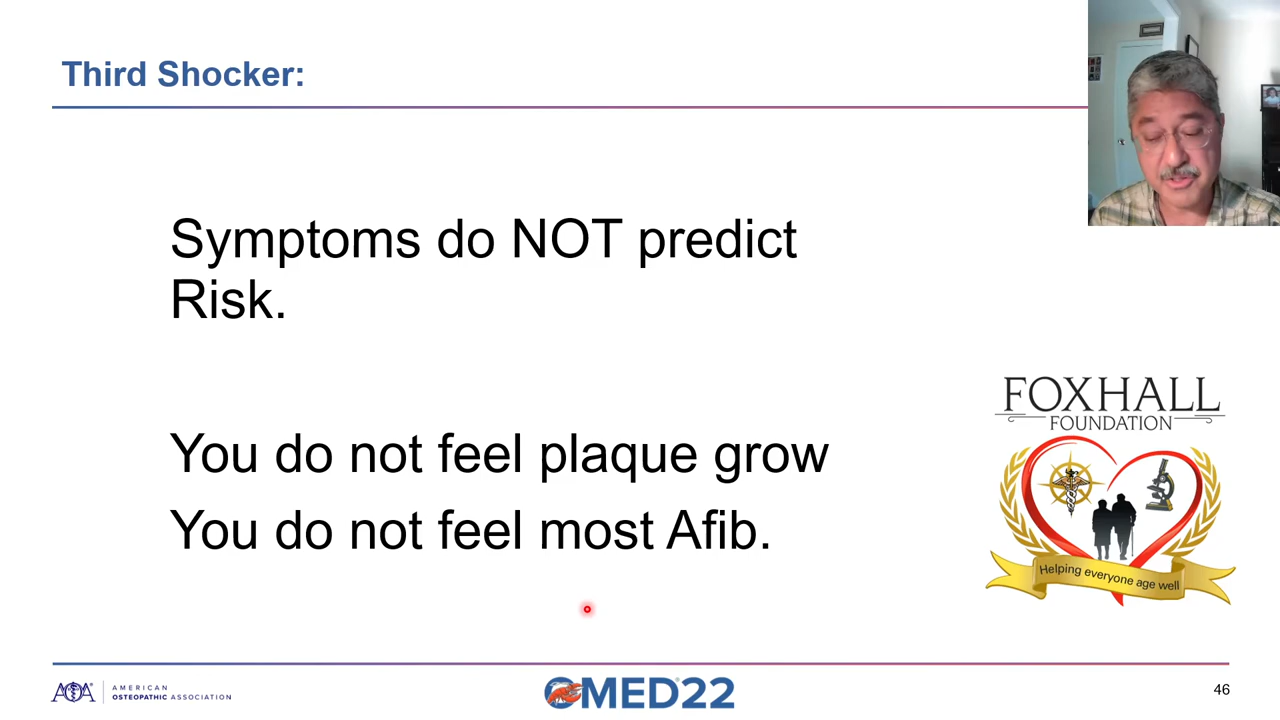 Third Shocker:
Symptoms do NOT predict
Risk.
You do not feel plaque grow
You do not feel most Afib.
FOXHALL
FOUNDATION
Helping everyone age well
AOA
AMERICAN
OSTEOPATHIC ASSOCIATION
OMED22
46